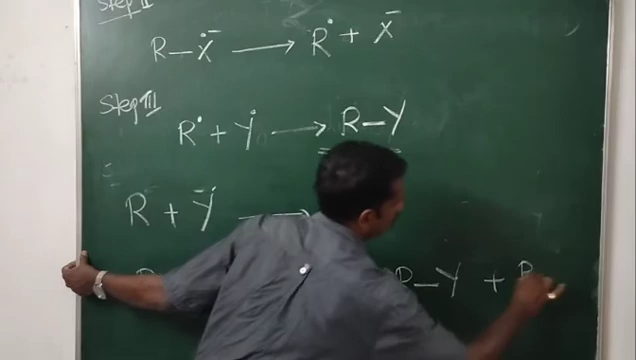 Step II
R–Ẋ⁻ ⟶ Ṙ + X⁻
Step III
R• + Ẏ ⟶ R–Y
R + Ẏ⁻ ⟶
R–Y + R